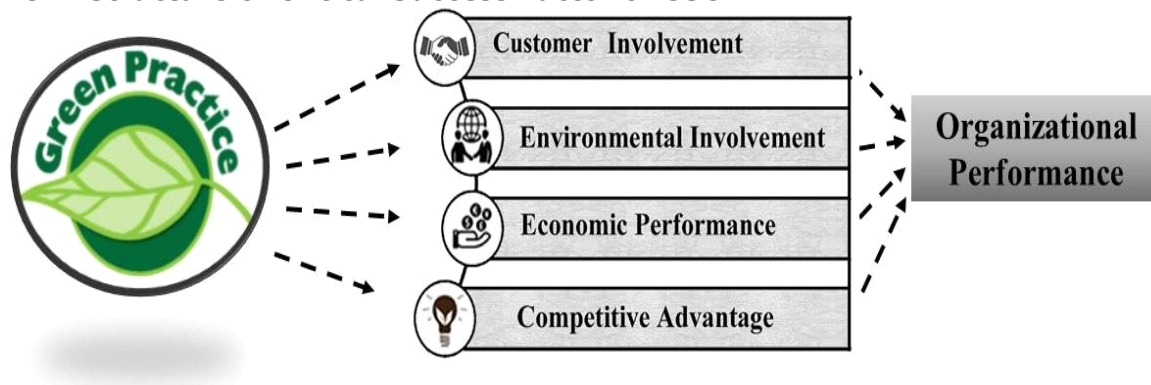 Green Practice
Customer Involvement
Environmental Involvement
Economic Performance
Competitive Advantage
Organizational
Performance